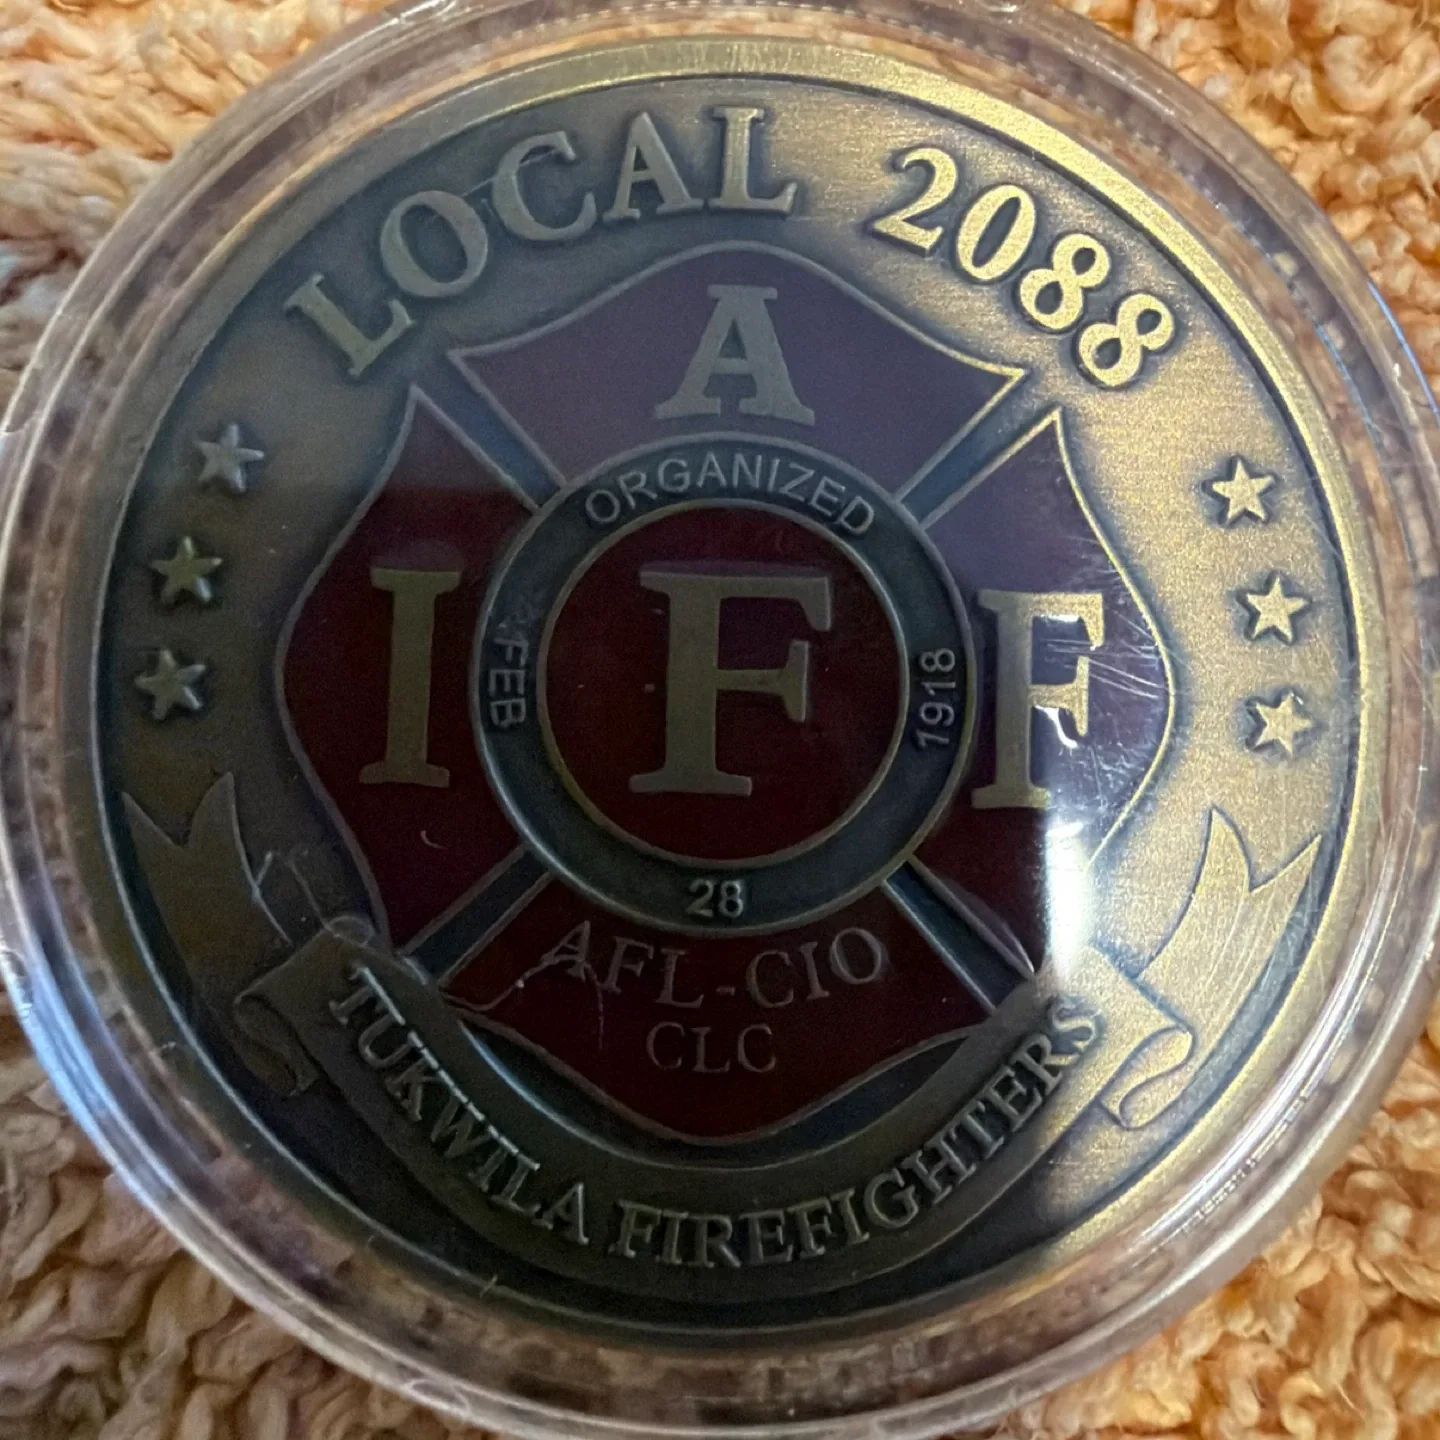 LOCAL 2088
A
ORGANIZED
I F F
FEB
1918
28
AFL-CIO
CLC
TUKWILA FIREFIGHTERS